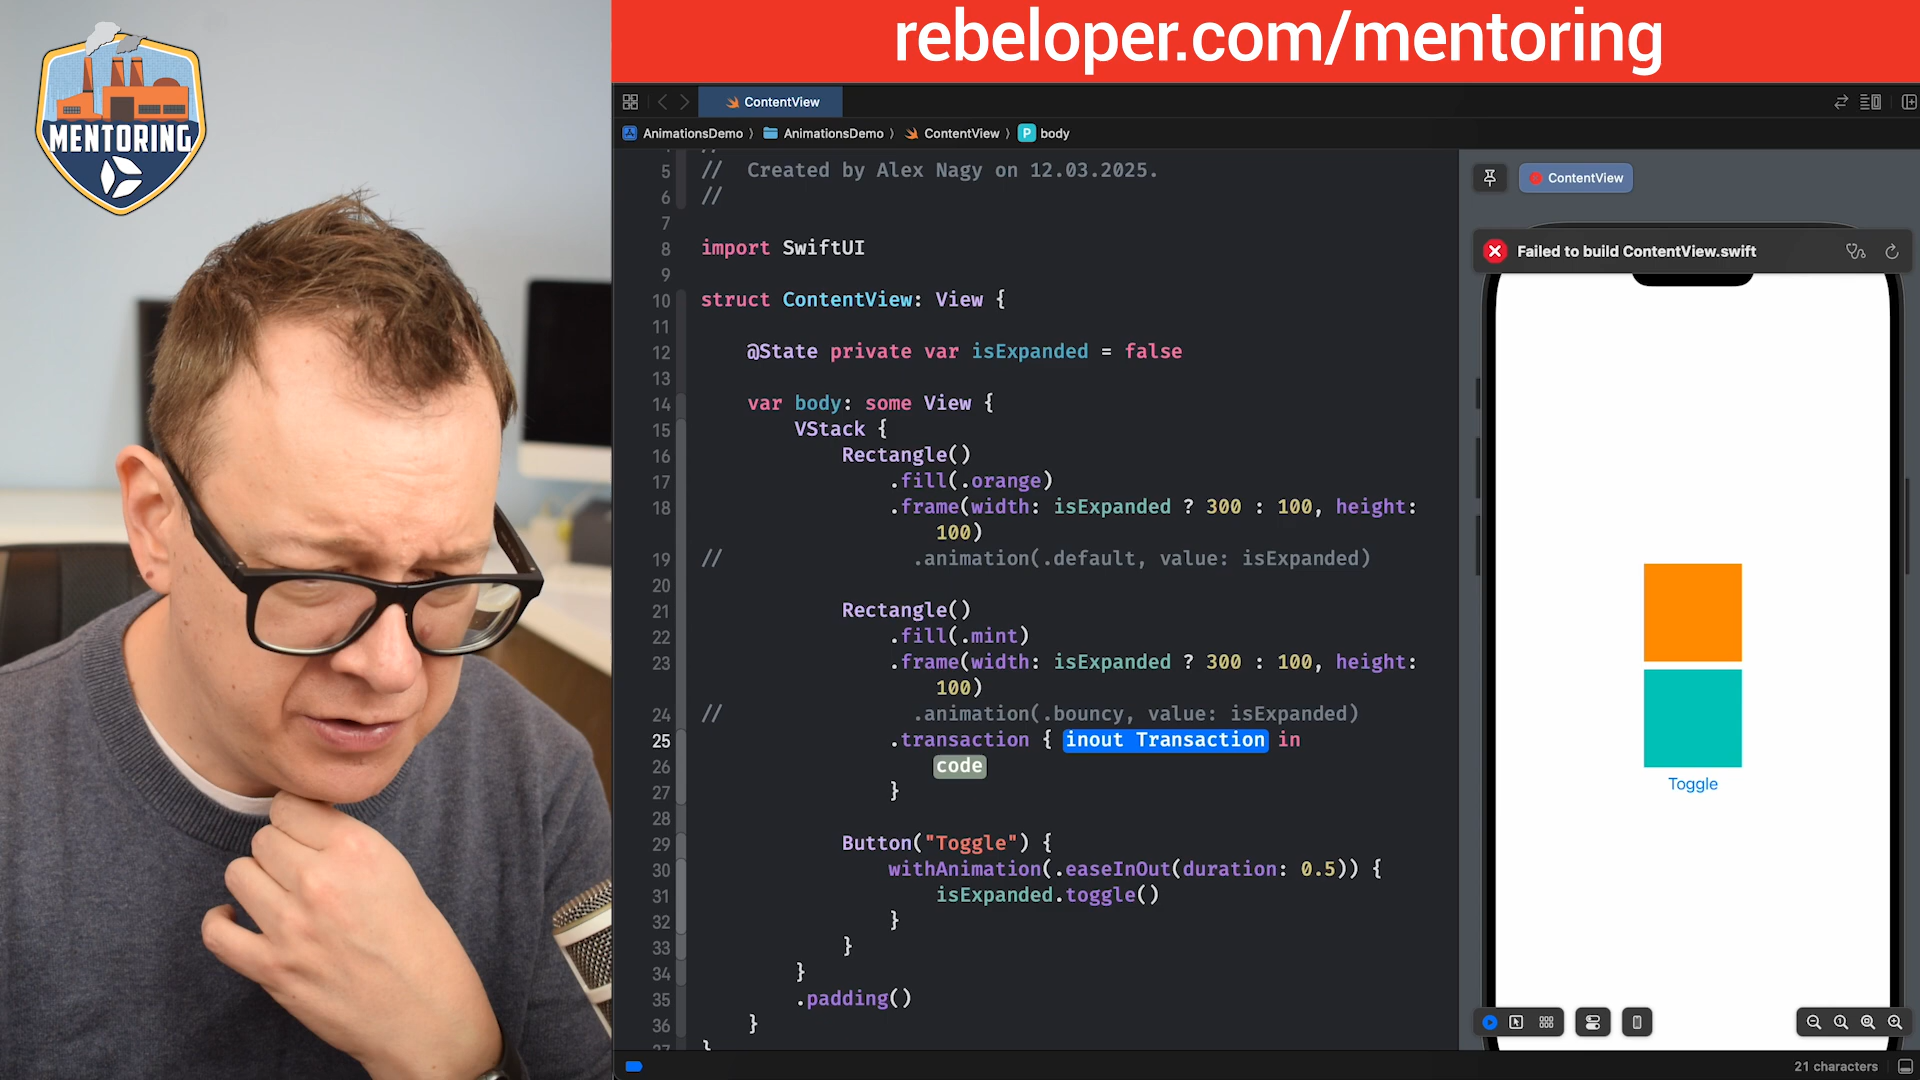 MENTORING
rebeloper.com/mentoring
ContentView
AnimationsDemo ⟩ AnimationsDemo ⟩ ContentView ⟩ P body
5 //  Created by Alex Nagy on 12.03.2025.
6 //
7
8 import SwiftUI
9
10 struct ContentView: View {
11
12 @State private var isExpanded = false
13
14 var body: some View {
15 VStack {
16 Rectangle()
17 .fill(.orange)
18 .frame(width: isExpanded ? 300 : 100, height:
100)
19 // .animation(.default, value: isExpanded)
20
21 Rectangle()
22 .fill(.mint)
23 .frame(width: isExpanded ? 300 : 100, height:
100)
24 // .animation(.bouncy, value: isExpanded)
25 .transaction { inout Transaction in
26 code
27 }
28
29 Button("Toggle") {
30 withAnimation(.easeInOut(duration: 0.5)) {
31 isExpanded.toggle()
32 }
33 }
34 }
35 .padding()
36 }
ContentView
Failed to build ContentView.swift
Toggle
21 characters